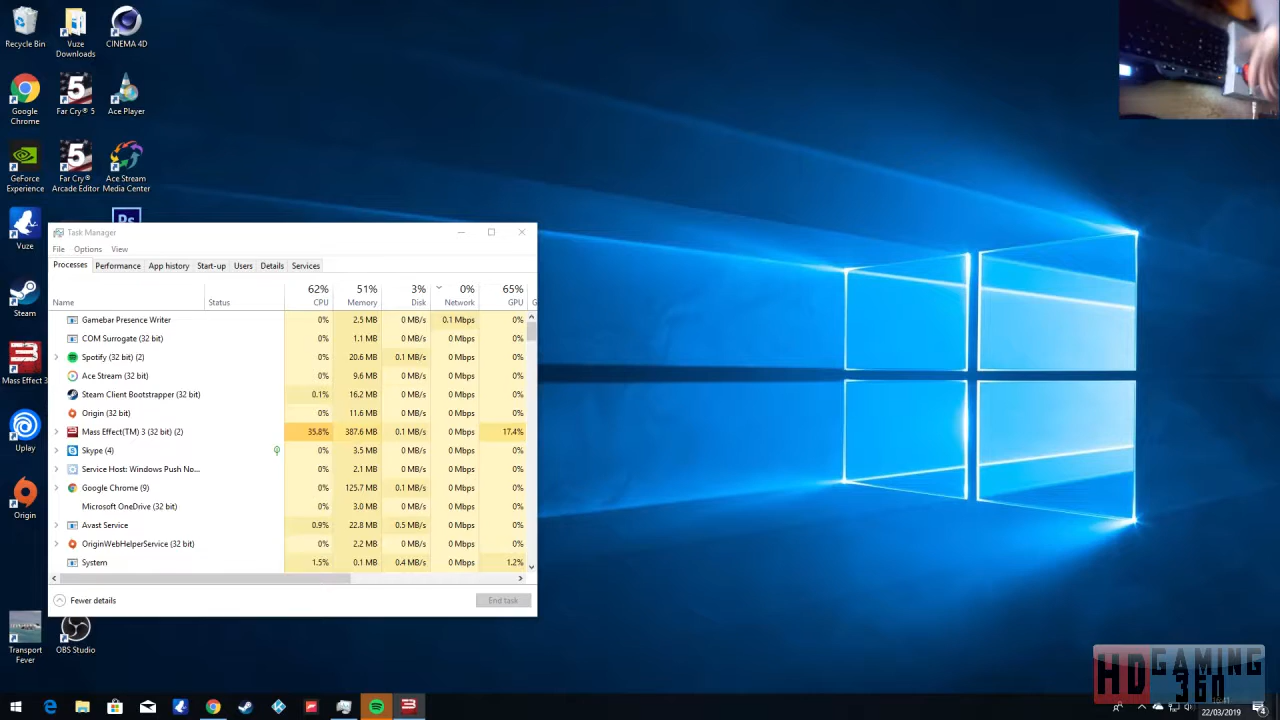 Recycle Bin
Vuze
Downloads
CINEMA 4D
Google
Chrome
Far Cry® 5
Ace Player
GeForce
Experience
Far Cry®
Arcade Editor
Ace Stream
Media Center
Vuze
Ps
Steam
Mass Effect 3
Uplay
Origin
Transport
Fever
OBS Studio
Task Manager
File Options View
Processes Performance App history Start-up Users Details Services
62% 51% 3% 0% 65%
Name Status CPU Memory Disk Network GPU G
Gamebar Presence Writer 0% 2.5 MB 0 MB/s 0.1 Mbps 0%
COM Surrogate (32 bit) 0% 1.1 MB 0 MB/s 0 Mbps 0%
Spotify (32 bit) (2) 0% 20.6 MB 0.1 MB/s 0 Mbps 0%
Ace Stream (32 bit) 0% 9.6 MB 0 MB/s 0 Mbps 0%
Steam Client Bootstrapper (32 bit) 0.1% 16.2 MB 0 MB/s 0 Mbps 0%
Origin (32 bit) 0% 11.6 MB 0 MB/s 0 Mbps 0%
Mass Effect(TM) 3 (32 bit) (2) 35.8% 387.6 MB 0.1 MB/s 0 Mbps 17.4%
Skype (4) 0% 3.5 MB 0 MB/s 0 Mbps 0%
Service Host: Windows Push No... 0% 2.1 MB 0 MB/s 0 Mbps 0%
Google Chrome (9) 0% 125.7 MB 0.1 MB/s 0 Mbps 0%
Microsoft OneDrive (32 bit) 0% 3.0 MB 0 MB/s 0 Mbps 0%
Avast Service 0.9% 22.8 MB 0.5 MB/s 0 Mbps 0%
OriginWebHelperService (32 bit) 0% 2.2 MB 0 MB/s 0 Mbps 0%
System 1.5% 0.1 MB 0.4 MB/s 0 Mbps 1.2%
Fewer details End task
HD GAMING
360
16:41
22/03/2019
4